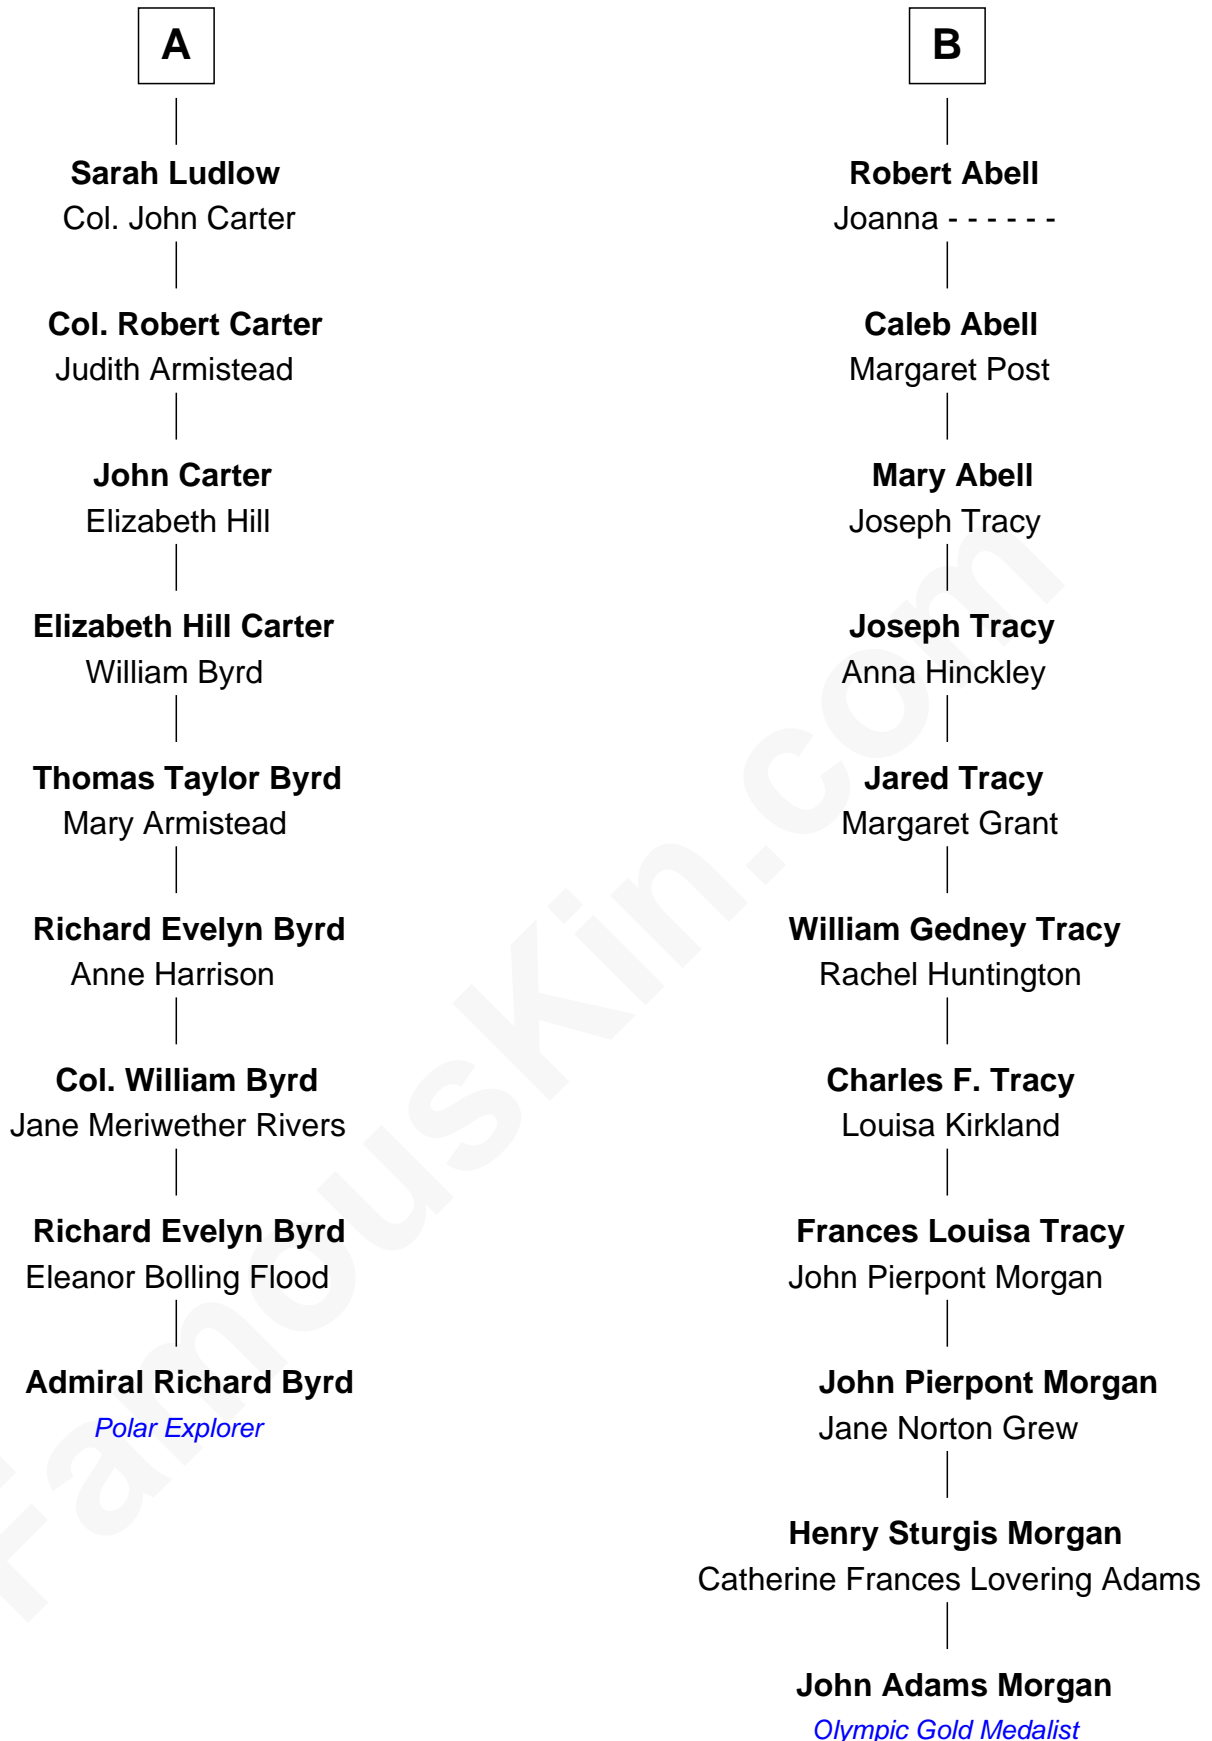 A
Sarah Ludlow
Col. John Carter
Col. Robert Carter
Judith Armistead
John Carter
Elizabeth Hill
Elizabeth Hill Carter
William Byrd
Thomas Taylor Byrd
Mary Armistead
Richard Evelyn Byrd
Anne Harrison
Col. William Byrd
Jane Meriwether Rivers
Richard Evelyn Byrd
Eleanor Bolling Flood
Admiral Richard Byrd
Polar Explorer
B
Robert Abell
Joanna - - - - - -
Caleb Abell
Margaret Post
Mary Abell
Joseph Tracy
Joseph Tracy
Anna Hinckley
Jared Tracy
Margaret Grant
William Gedney Tracy
Rachel Huntington
Charles F. Tracy
Louisa Kirkland
Frances Louisa Tracy
John Pierpont Morgan
John Pierpont Morgan
Jane Norton Grew
Henry Sturgis Morgan
Catherine Frances Lovering Adams
John Adams Morgan
Olympic Gold Medalist
FamousKin.com